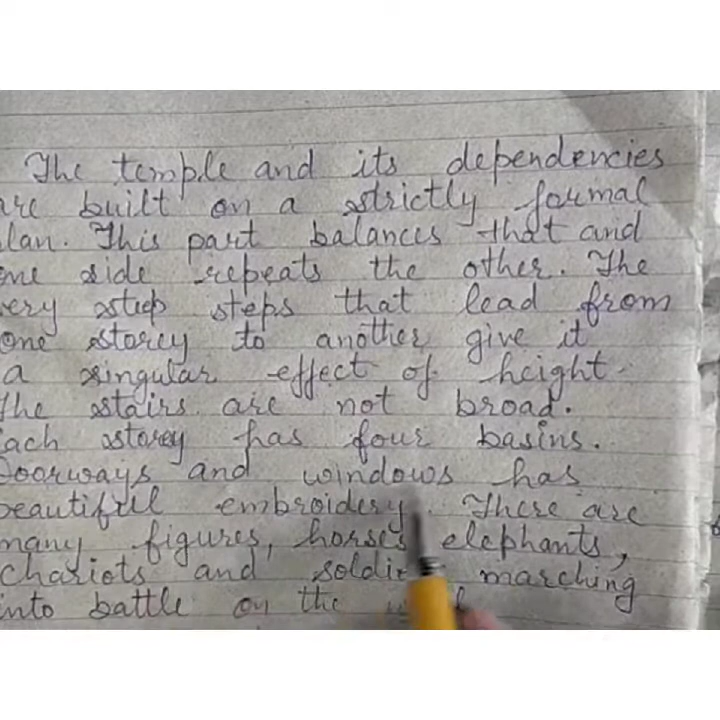 The temple and its dependencies
are built on a strictly formal
lan. This part balances that and
one side repeats the other. The
very steep steps that lead from
one storey to another give it
a singular effect of height.
the stairs are not broad.
each storey has four basins.
Doorways and windows has
beautifull embroidery. There are
many figures, horses elephants,
chariots and soldie marching
into battle on the